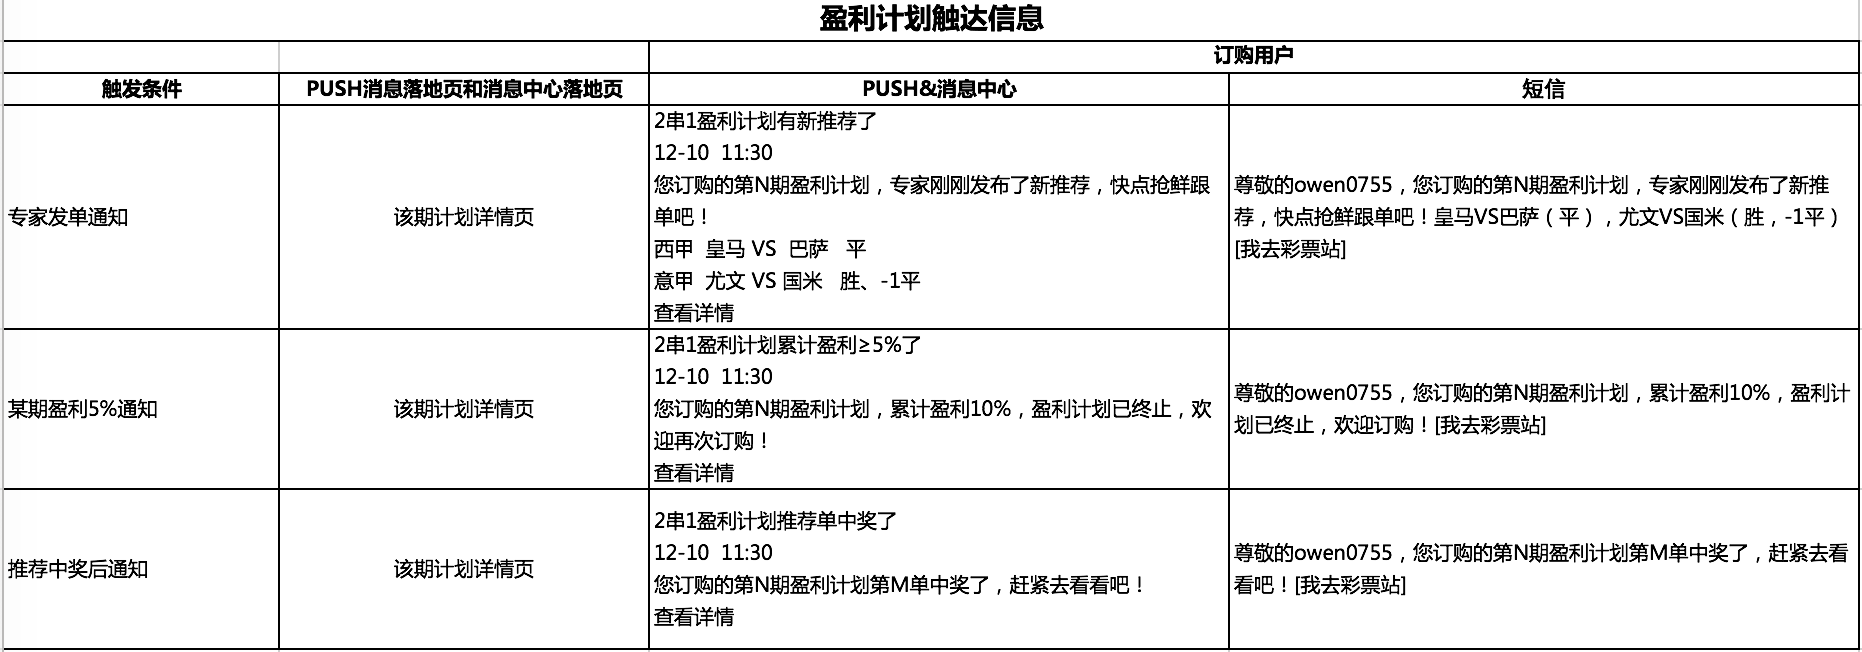 盈利计划触达信息
订购用户
触发条件
PUSH消息落地页和消息中心落地页
PUSH&消息中心
短信
专家发单通知
该期计划详情页
2串1盈利计划有新推荐了
12-10  11:30
您订购的第N期盈利计划，专家刚刚发布了新推荐，快点抢鲜跟
单吧！
西甲  皇马 VS  巴萨   平
意甲  尤文 VS 国米   胜、-1平
查看详情
尊敬的owen0755，您订购的第N期盈利计划，专家刚刚发布了新推
荐，快点抢鲜跟单吧！皇马VS巴萨（平），尤文VS国米（胜，-1平）
[我去彩票站]
某期盈利5%通知
该期计划详情页
2串1盈利计划累计盈利≥5%了
12-10  11:30
您订购的第N期盈利计划，累计盈利10%，盈利计划已终止，欢
迎再次订购！
查看详情
尊敬的owen0755，您订购的第N期盈利计划，累计盈利10%，盈利计
划已终止，欢迎订购！[我去彩票站]
推荐中奖后通知
该期计划详情页
2串1盈利计划推荐单中奖了
12-10  11:30
您订购的第N期盈利计划第M单中奖了，赶紧去看看吧！
查看详情
尊敬的owen0755，您订购的第N期盈利计划第M单中奖了，赶紧去看
看吧！[我去彩票站]